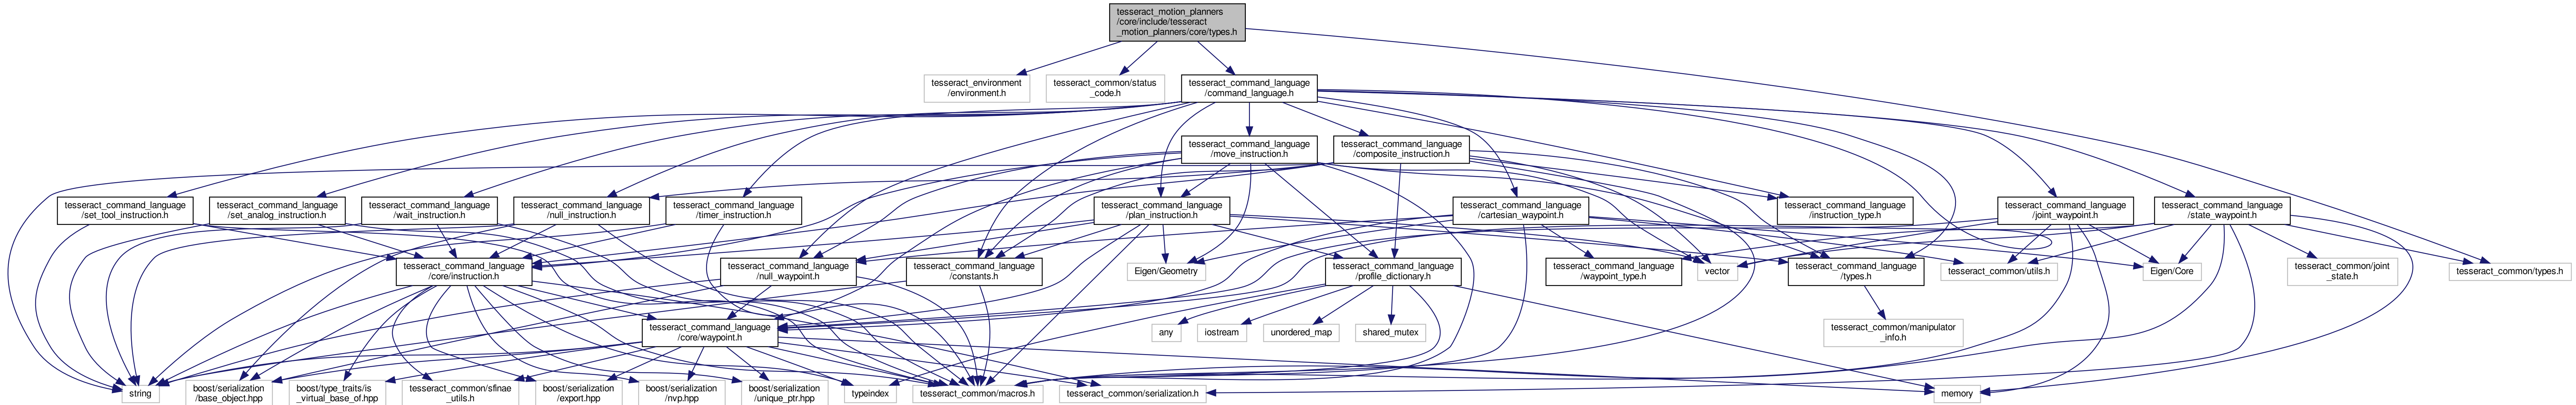 tesseract_motion_planners
/core/include/tesseract
_motion_planners/core/types.h
tesseract_environment
/environment.h
tesseract_common/status
_code.h
tesseract_command_language
/command_language.h
tesseract_command_language
/move_instruction.h
tesseract_command_language
/composite_instruction.h
tesseract_command_language
/set_tool_instruction.h
tesseract_command_language
/set_analog_instruction.h
tesseract_command_language
/wait_instruction.h
tesseract_command_language
/null_instruction.h
tesseract_command_language
/timer_instruction.h
tesseract_command_language
/plan_instruction.h
tesseract_command_language
/cartesian_waypoint.h
tesseract_command_language
/instruction_type.h
tesseract_command_language
/joint_waypoint.h
tesseract_command_language
/state_waypoint.h
tesseract_command_language
/core/instruction.h
tesseract_command_language
/null_waypoint.h
tesseract_command_language
/constants.h
Eigen/Geometry
tesseract_command_language
/profile_dictionary.h
tesseract_command_language
/waypoint_type.h
vector
tesseract_command_language
/types.h
tesseract_common/utils.h
Eigen/Core
tesseract_common/joint
_state.h
tesseract_common/types.h
tesseract_command_language
/core/waypoint.h
any
iostream
unordered_map
shared_mutex
tesseract_common/manipulator
_info.h
string
boost/serialization
/base_object.hpp
boost/type_traits/is
_virtual_base_of.hpp
tesseract_common/sfinae
_utils.h
boost/serialization
/export.hpp
boost/serialization
/nvp.hpp
boost/serialization
/unique_ptr.hpp
typeindex
tesseract_common/macros.h
tesseract_common/serialization.h
memory